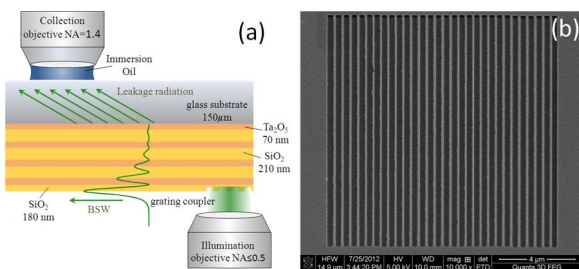 Collection
objective NA=1.4
(a)
Immersion
Oil
Leakage radiation
glass substrate
150µm
Ta2O5
70 nm
SiO2
210 nm
SiO2
180 nm
BSW
grating coupler
Illumination
objective NA≤0.5
(b)
HFW 7/25/2012 HV WD mag det 4 µm
14.9 µm 3:44:20 PM 5.00 kV 10.0 mm 10 000 x ETD Quanta 3D FEG